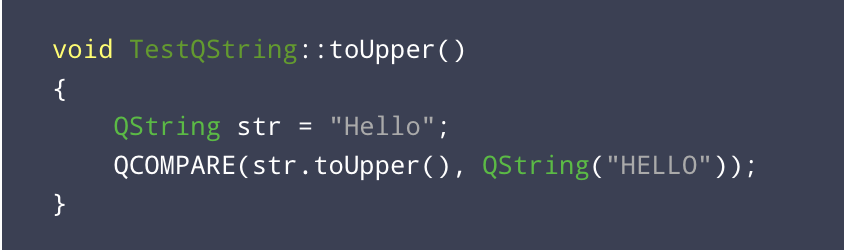 void TestQString::toUpper()
{
    QString str = "Hello";
    QCOMPARE(str.toUpper(), QString("HELLO"));
}